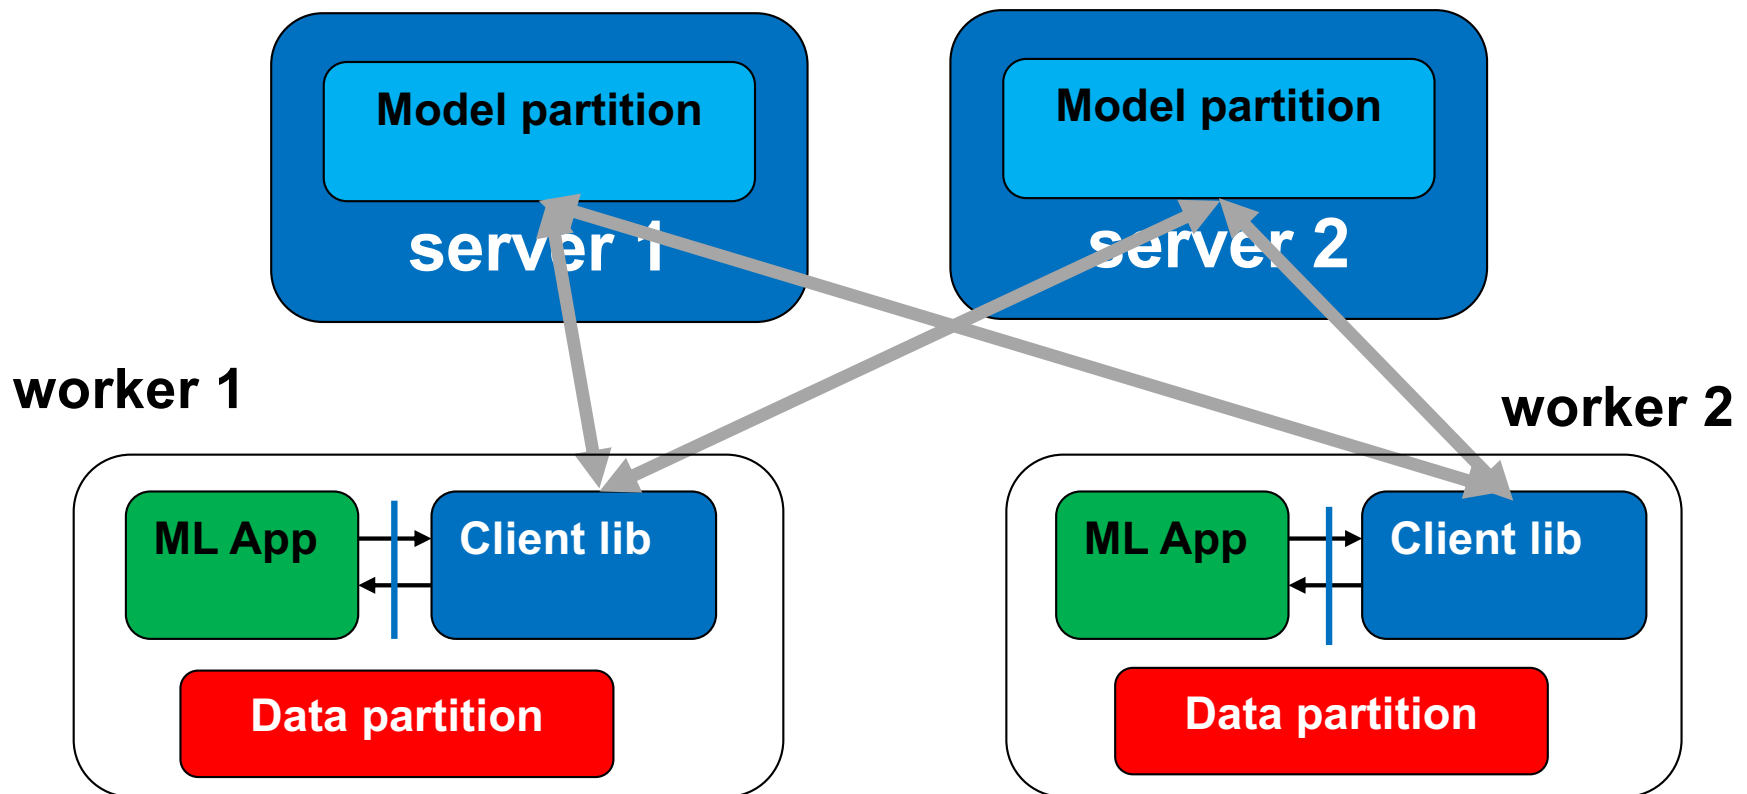 Model partition
Model partition
server 1
server 2
worker 1
worker 2
ML App
Client lib
ML App
Client lib
Data partition
Data partition